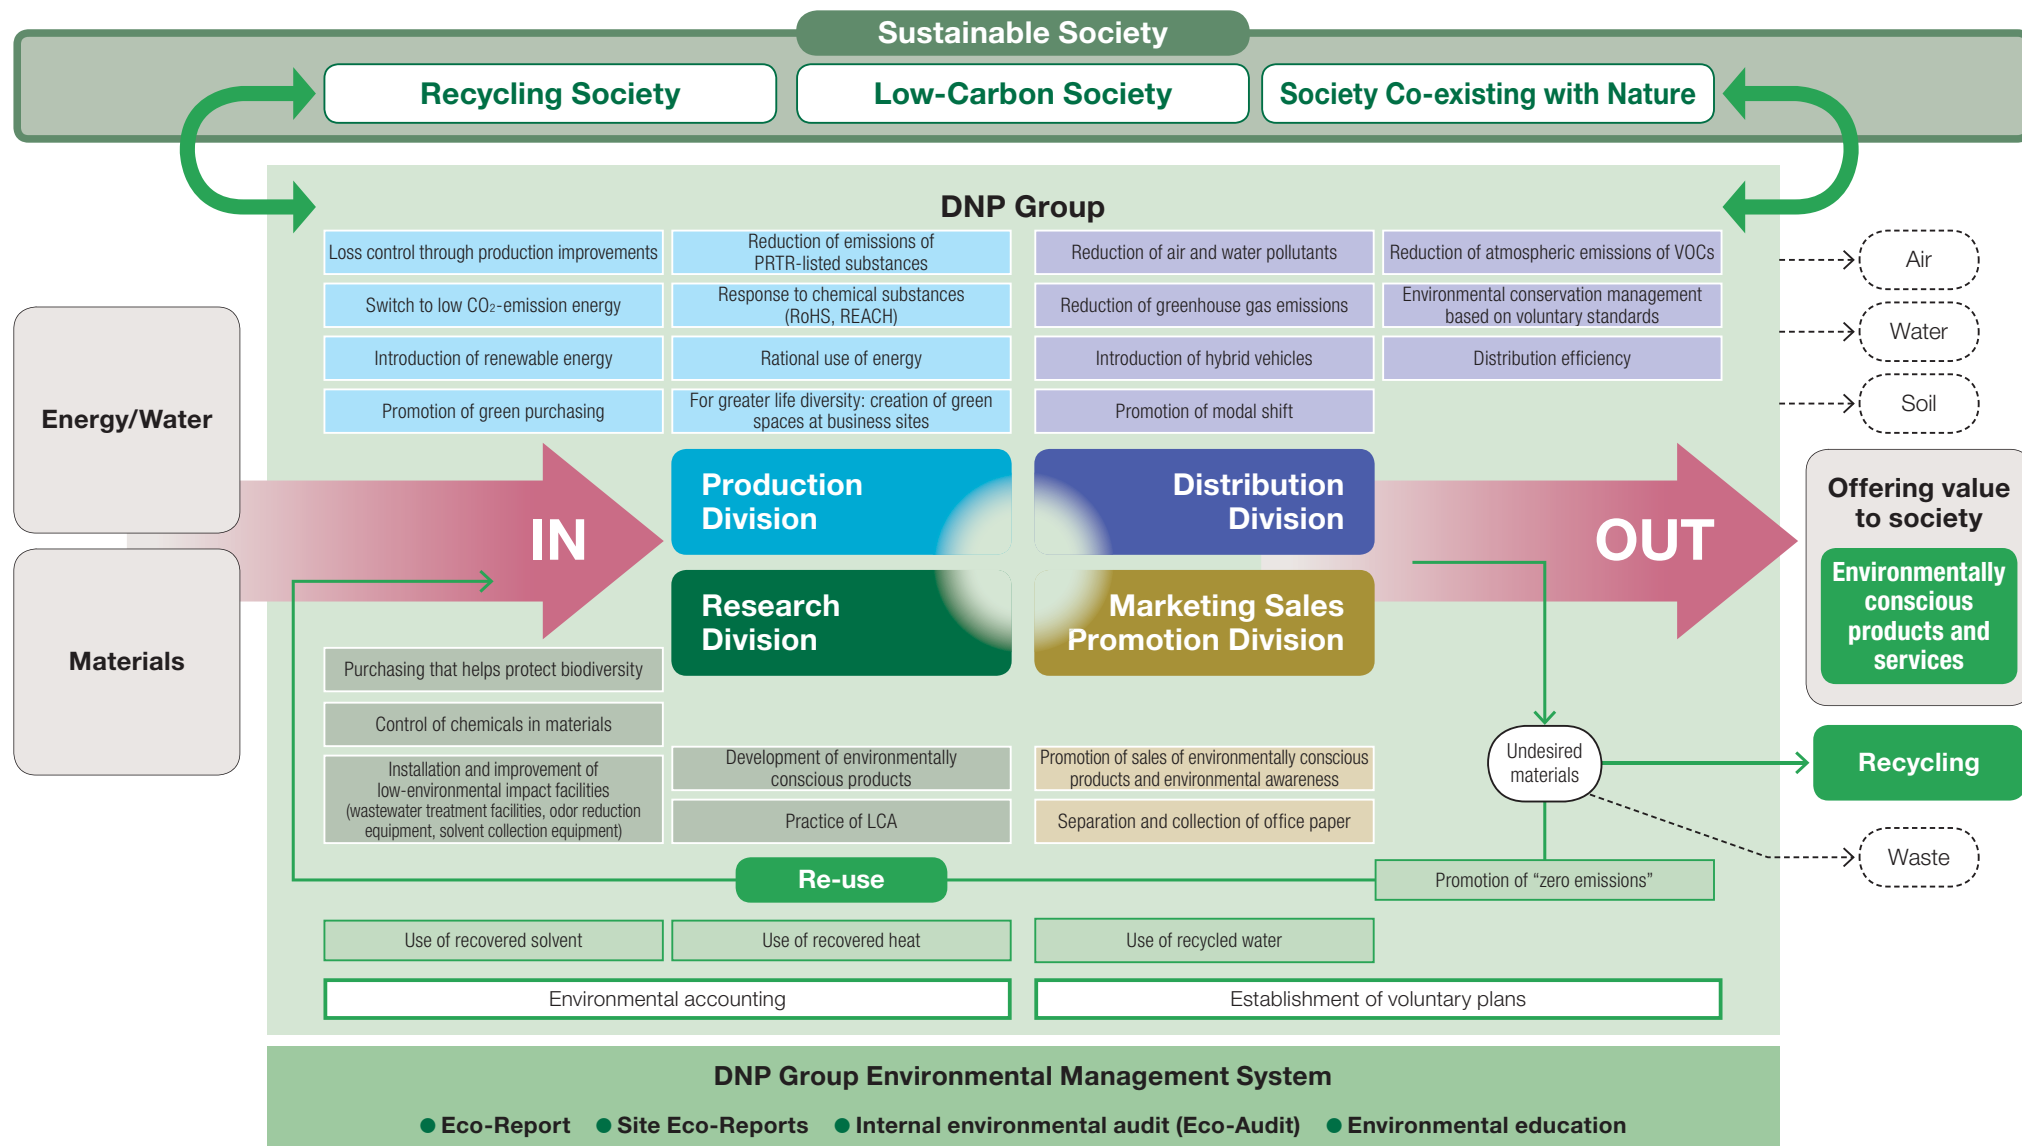 Sustainable Society
Recycling Society
Low-Carbon Society
Society Co-existing with Nature
DNP Group
Loss control through production improvements
Reduction of emissions of
PRTR-listed substances
Reduction of air and water pollutants
Reduction of atmospheric emissions of VOCs
Switch to low CO₂-emission energy
Response to chemical substances
(RoHS, REACH)
Reduction of greenhouse gas emissions
Environmental conservation management
based on voluntary standards
Introduction of renewable energy
Rational use of energy
Introduction of hybrid vehicles
Distribution efficiency
Promotion of green purchasing
For greater life diversity: creation of green
spaces at business sites
Promotion of modal shift
Air
Water
Soil
Energy/Water
Materials
IN
Production
Division
Distribution
Division
Research
Division
Marketing Sales
Promotion Division
OUT
Offering value
to society
Environmentally
conscious
products and
services
Purchasing that helps protect biodiversity
Control of chemicals in materials
Installation and improvement of
low-environmental impact facilities
(wastewater treatment facilities, odor reduction
equipment, solvent collection equipment)
Development of environmentally
conscious products
Practice of LCA
Promotion of sales of environmentally conscious
products and environmental awareness
Separation and collection of office paper
Undesired
materials
Recycling
Waste
Re-use
Promotion of “zero emissions”
Use of recovered solvent
Use of recovered heat
Use of recycled water
Environmental accounting
Establishment of voluntary plans
DNP Group Environmental Management System
● Eco-Report ● Site Eco-Reports ● Internal environmental audit (Eco-Audit) ● Environmental education